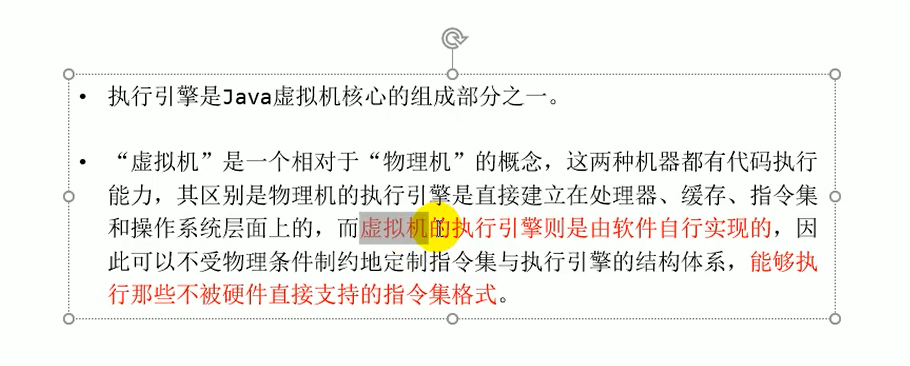 • 执行引擎是Java虚拟机核心的组成部分之一。
• “虚拟机”是一个相对于“物理机”的概念，这两种机器都有代码执行
能力，其区别是物理机的执行引擎是直接建立在处理器、缓存、指令集
和操作系统层面上的，而虚拟机的执行引擎则是由软件自行实现的，因
此可以不受物理条件制约地定制指令集与执行引擎的结构体系，能够执
行那些不被硬件直接支持的指令集格式。